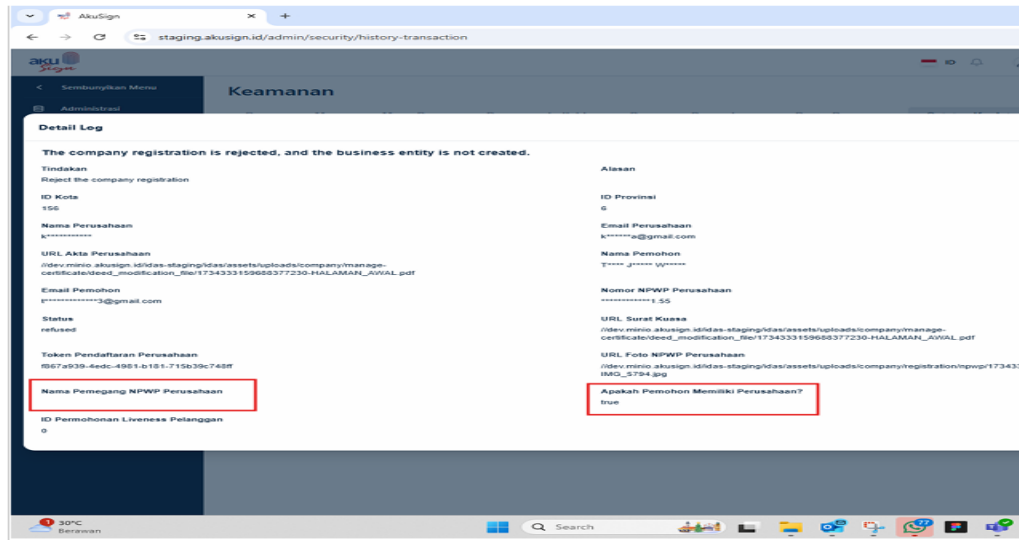 AkuSign
staging.akusign.id/admin/security/history-transaction
aku
Sign
ID
Sembunyikan Menu
Keamanan
Administrasi
Detail Log
The company registration is rejected, and the business entity is not created.
Tindakan
Reject the company registration
Alasan
ID Kota
156
ID Provinsi
6
Nama Perusahaan
k***********
Email Perusahaan
k******a@gmail.com
URL Akta Perusahaan
//dev.minio.akusign.id/idas-staging/idas/assets/uploads/company/manage-
certificate/deed_modification_file/1734333159688377230-HALAMAN_AWAL.pdf
Nama Pemohon
T**** J***** W*****
Email Pemohon
t*************3@gmail.com
Nomor NPWP Perusahaan
************1.55
Status
refused
URL Surat Kuasa
//dev.minio.akusign.id/idas-staging/idas/assets/uploads/company/manage-
certificate/deed_modification_file/1734333159688377230-HALAMAN_AWAL.pdf
Token Pendaftaran Perusahaan
f867a939-4edc-4981-b181-715b39c748ff
URL Foto NPWP Perusahaan
//dev.minio.akusign.id/idas-staging/idas/assets/uploads/company/registration/npwp/17343
IMG_5794.jpg
Nama Pemegang NPWP Perusahaan
Apakah Pemohon Memiliki Perusahaan?
true
ID Permohonan Liveness Pelanggan
0
1
30°C
Berawan
Search
77